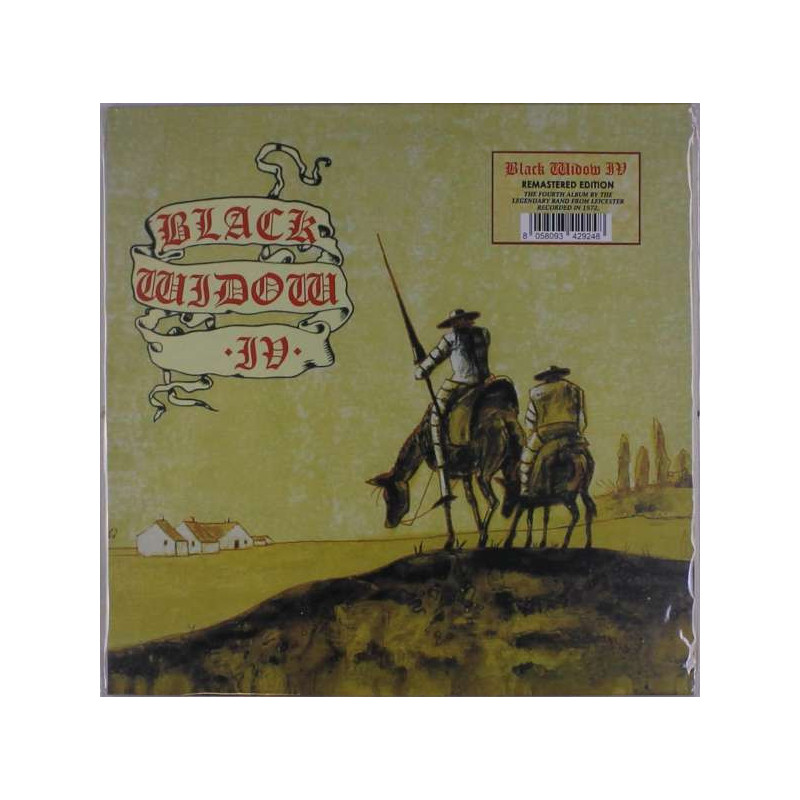 BLACK
WIDOW
·IV·
Black Widow IV
REMASTERED EDITION
THE FOURTH ALBUM BY THE
LEGENDARY BAND FROM LEICESTER
RECORDED IN 1972.
8 058093 429246